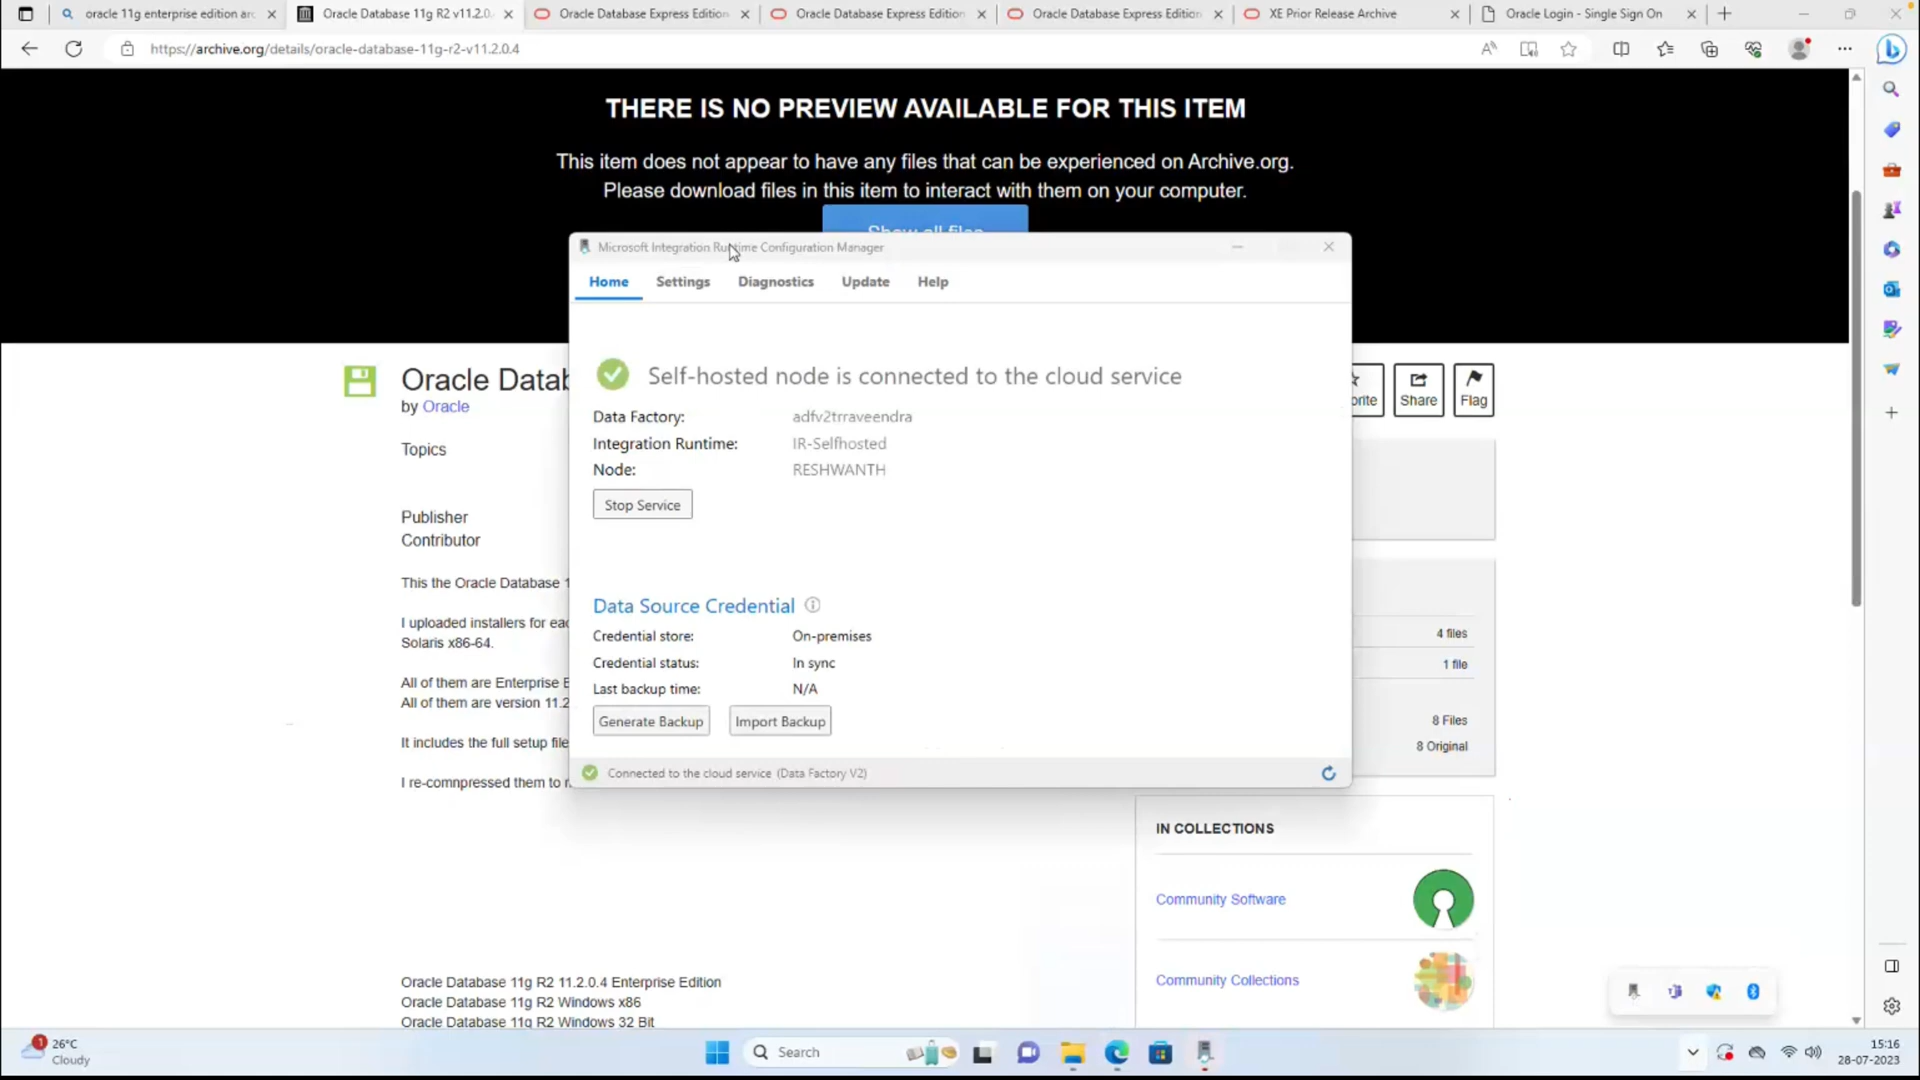 oracle 11g enterprise edition arc
Oracle Database 11g R2 v11.2.0.
Oracle Database Express Edition
Oracle Database Express Edition
Oracle Database Express Edition
XE Prior Release Archive
Oracle Login - Single Sign On
https://archive.org/details/oracle-database-11g-r2-v11.2.0.4
THERE IS NO PREVIEW AVAILABLE FOR THIS ITEM
This item does not appear to have any files that can be experienced on Archive.org.
Please download files in this item to interact with them on your computer.
Show all files
Microsoft Integration Runtime Configuration Manager
Home Settings Diagnostics Update Help
Self-hosted node is connected to the cloud service
Data Factory: adfv2trraveendra
Integration Runtime: IR-Selfhosted
Node: RESHWANTH
Stop Service
Data Source Credential
Credential store: On-premises
Credential status: In sync
Last backup time: N/A
Generate Backup Import Backup
Connected to the cloud service (Data Factory V2)
Oracle Datab
by Oracle
Topics
Publisher
Contributor
This the Oracle Database 1
I uploaded installers for eac
Solaris x86-64.
All of them are Enterprise E
All of them are version 11.2
It includes the full setup file
I re-comnpressed them to r
orite
Share
Flag
4 files
1 file
8 Files
8 Original
IN COLLECTIONS
Community Software
Community Collections
Oracle Database 11g R2 11.2.0.4 Enterprise Edition
Oracle Database 11g R2 Windows x86
Oracle Database 11g R2 Windows 32 Bit
1
26°C
Cloudy
Search
15:16
28-07-2023